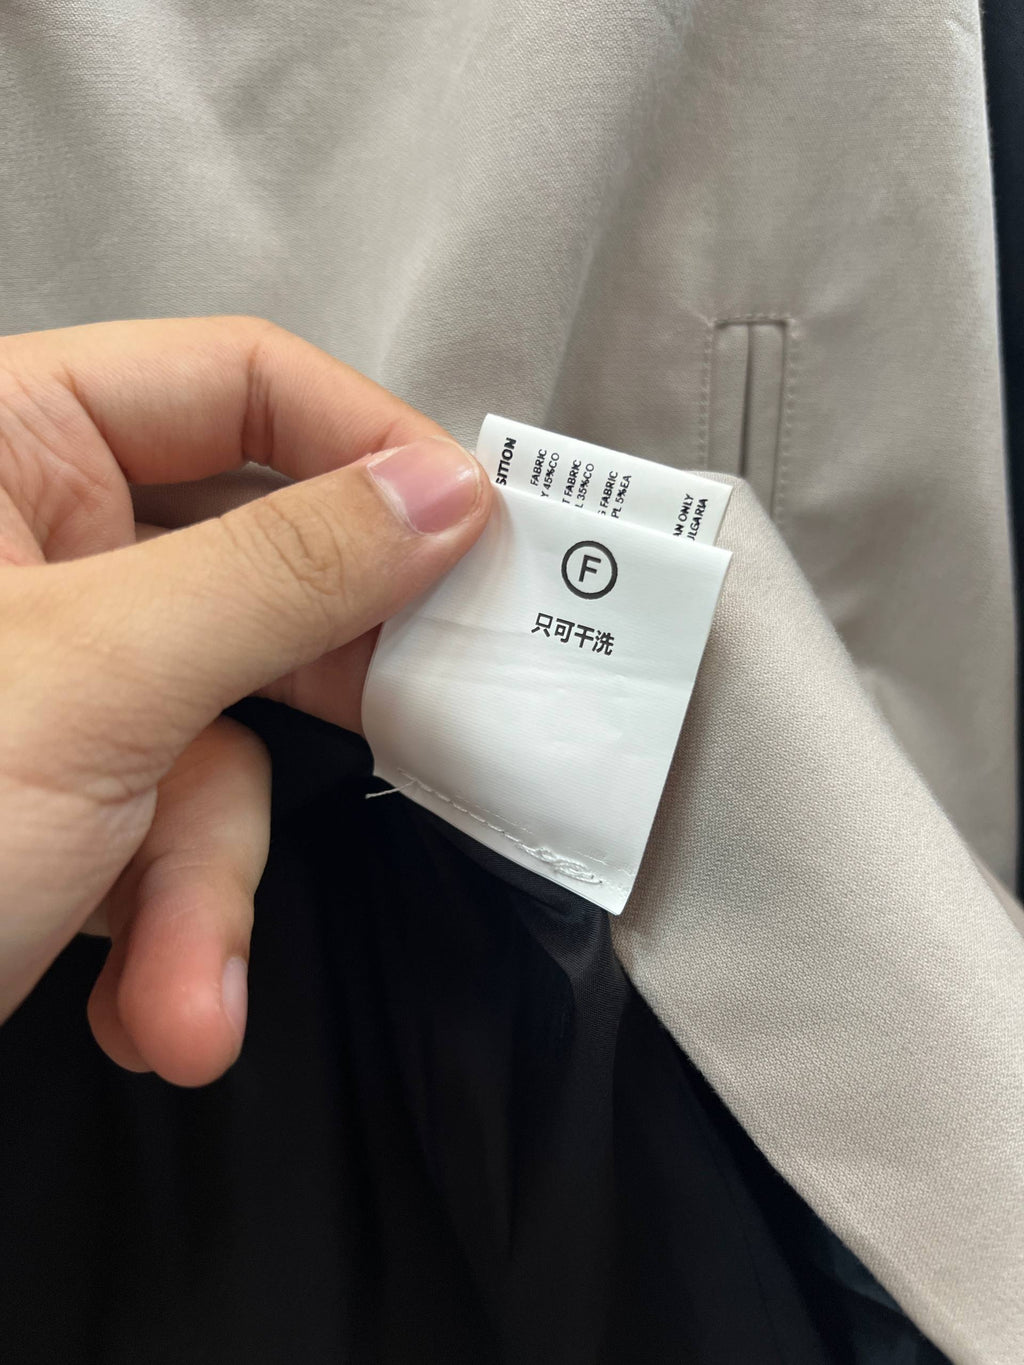 SITION
FABRIC
Y 45%CO
T FABRIC
L 35%CO
G FABRIC
PL 5%EA
AN ONLY
ULGARIA
F
只可干洗